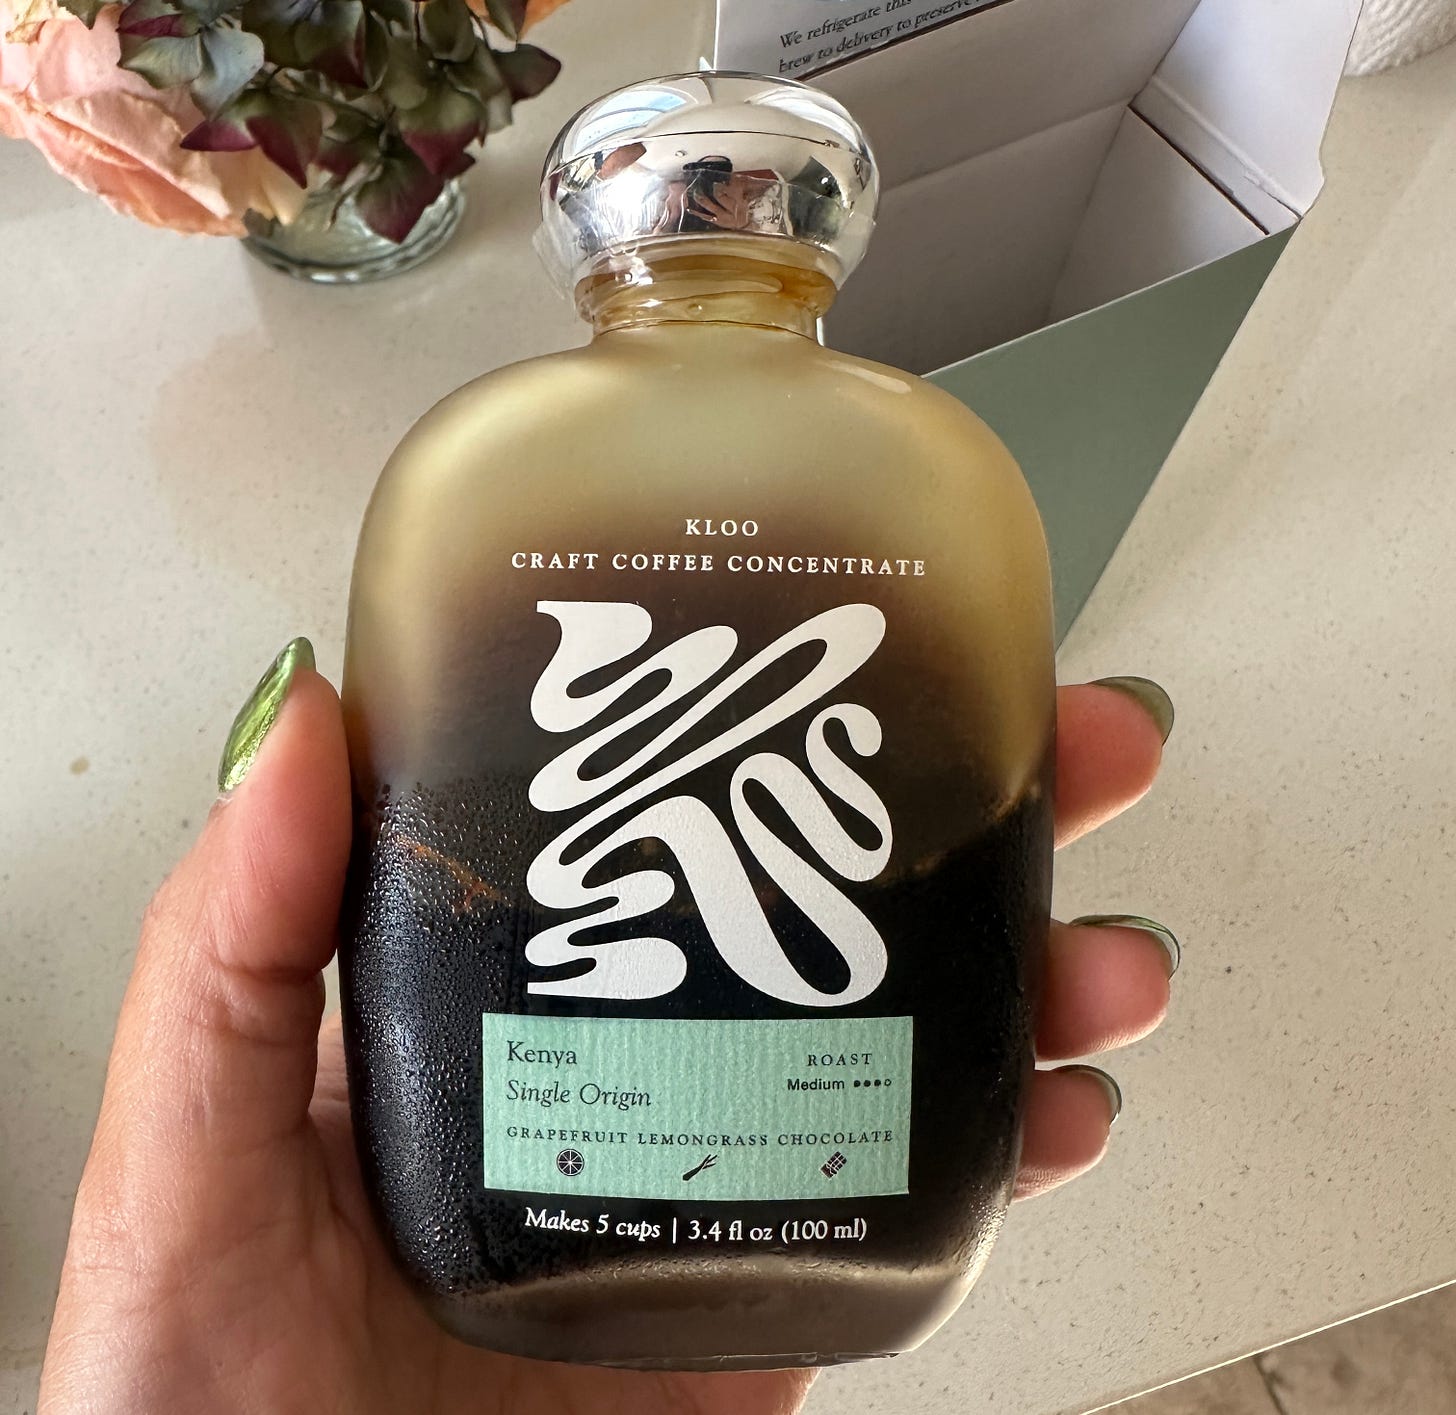 We refrigerate this
brew to delivery to preserve
KLOO
CRAFT COFFEE CONCENTRATE
Kenya
Single Origin
ROAST
Medium
GRAPEFRUIT LEMONGRASS CHOCOLATE
Makes 5 cups | 3.4 fl oz (100 ml)